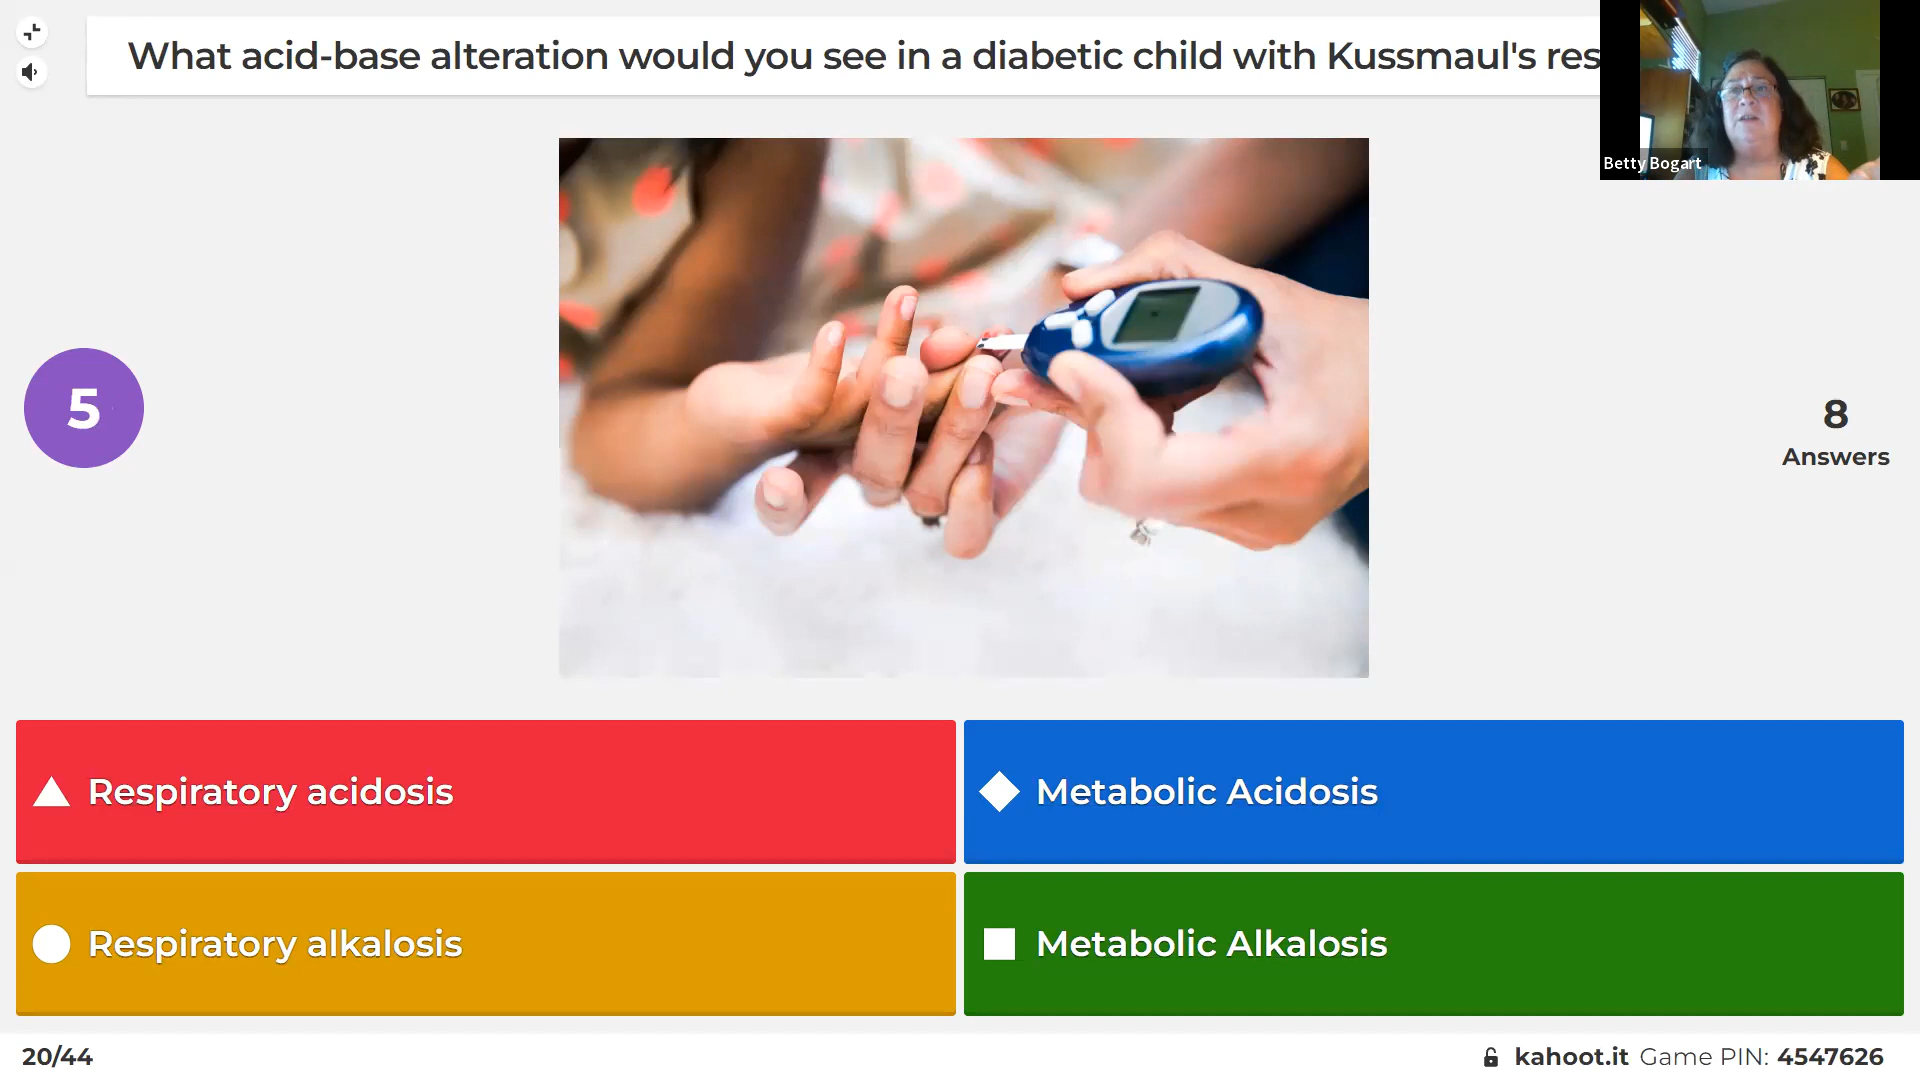 What acid-base alteration would you see in a diabetic child with Kussmaul's res
Betty Bogart
5
8
Answers
Respiratory acidosis
Metabolic Acidosis
Respiratory alkalosis
Metabolic Alkalosis
20/44
kahoot.it Game PIN: 4547626